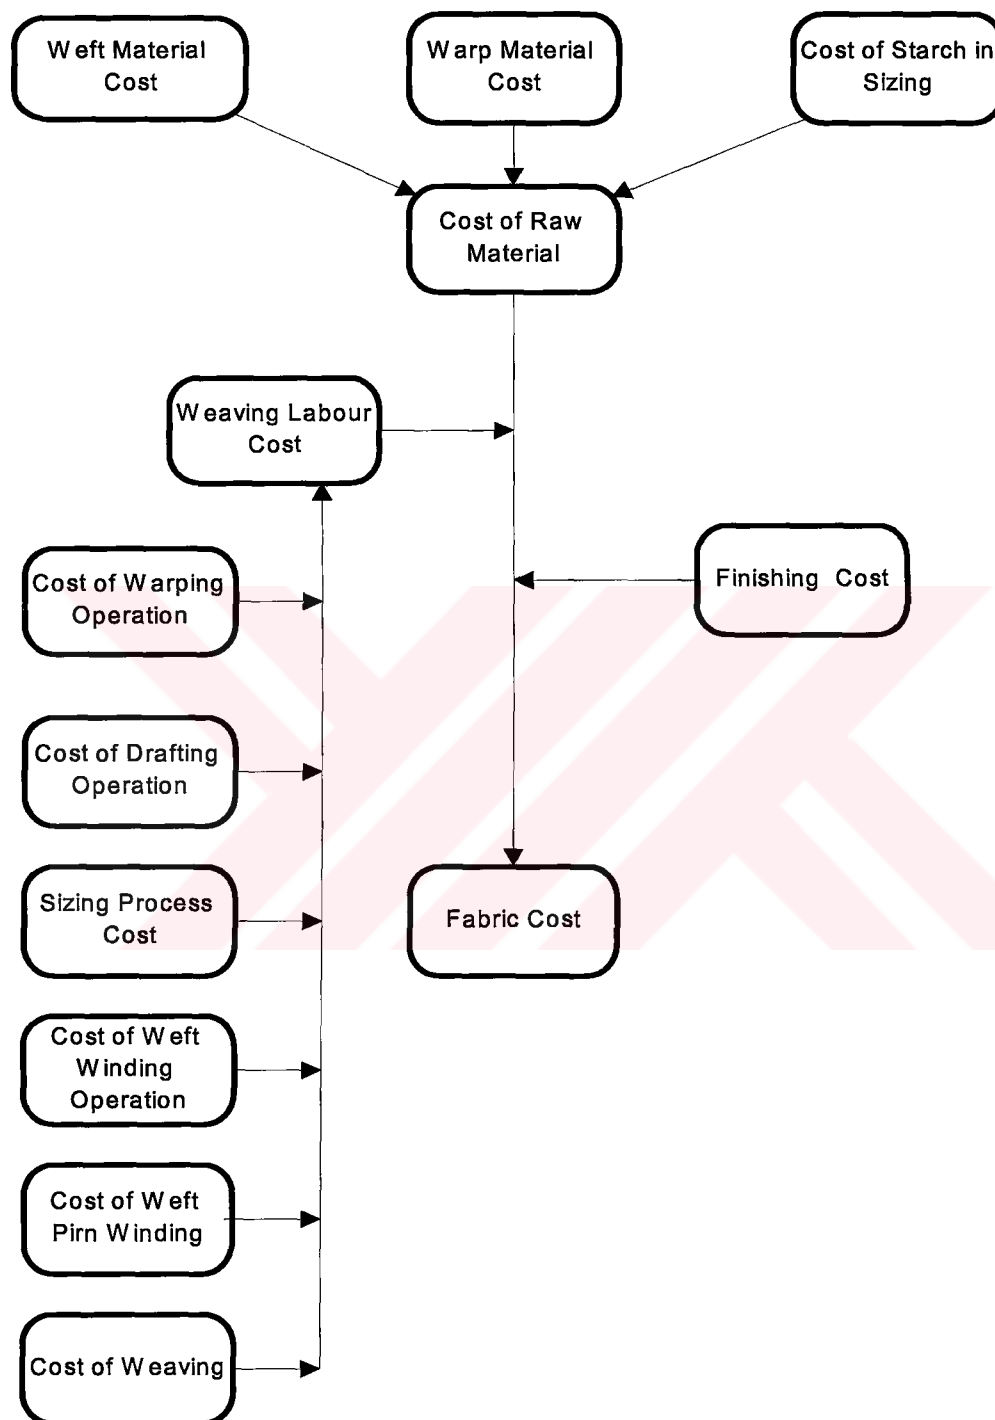 Weft Material
Cost
Warp Material
Cost
Cost of Starch in
Sizing
Cost of Raw
Material
Weaving Labour
Cost
Cost of Warping
Operation
Finishing Cost
Cost of Drafting
Operation
Sizing Process
Cost
Fabric Cost
Cost of Weft
Winding
Operation
Cost of Weft
Pirn Winding
Cost of Weaving